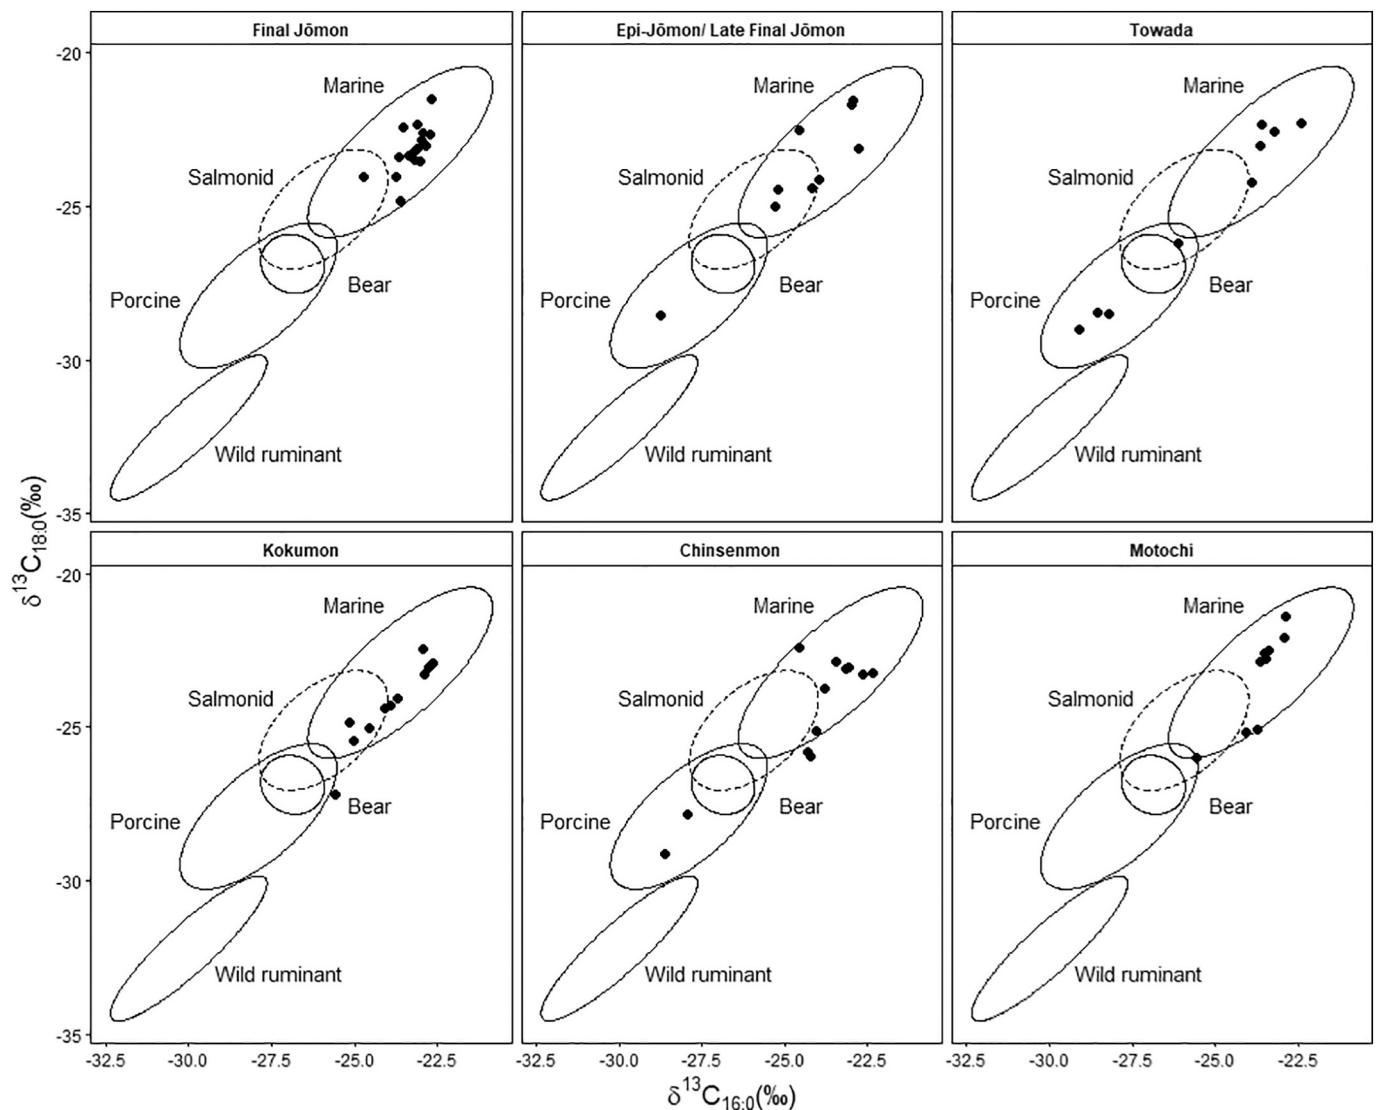 Final Jōmon
Epi-Jōmon/ Late Final Jōmon
Towada
-20
-25
-30
-35
Marine
Salmonid
Porcine
Bear
Wild ruminant
Marine
Salmonid
Porcine
Bear
Wild ruminant
Marine
Salmonid
Porcine
Bear
Wild ruminant
δ13C18:0(‰)
Kokumon
Chinsenmon
Motochi
-20
-25
-30
-35
Marine
Salmonid
Porcine
Bear
Wild ruminant
Marine
Salmonid
Porcine
Bear
Wild ruminant
Marine
Salmonid
Porcine
Bear
Wild ruminant
-32.5 -30.0 -27.5 -25.0 -22.5
-32.5 -30.0 -27.5 -25.0 -22.5
-32.5 -30.0 -27.5 -25.0 -22.5
δ13C16:0(‰)